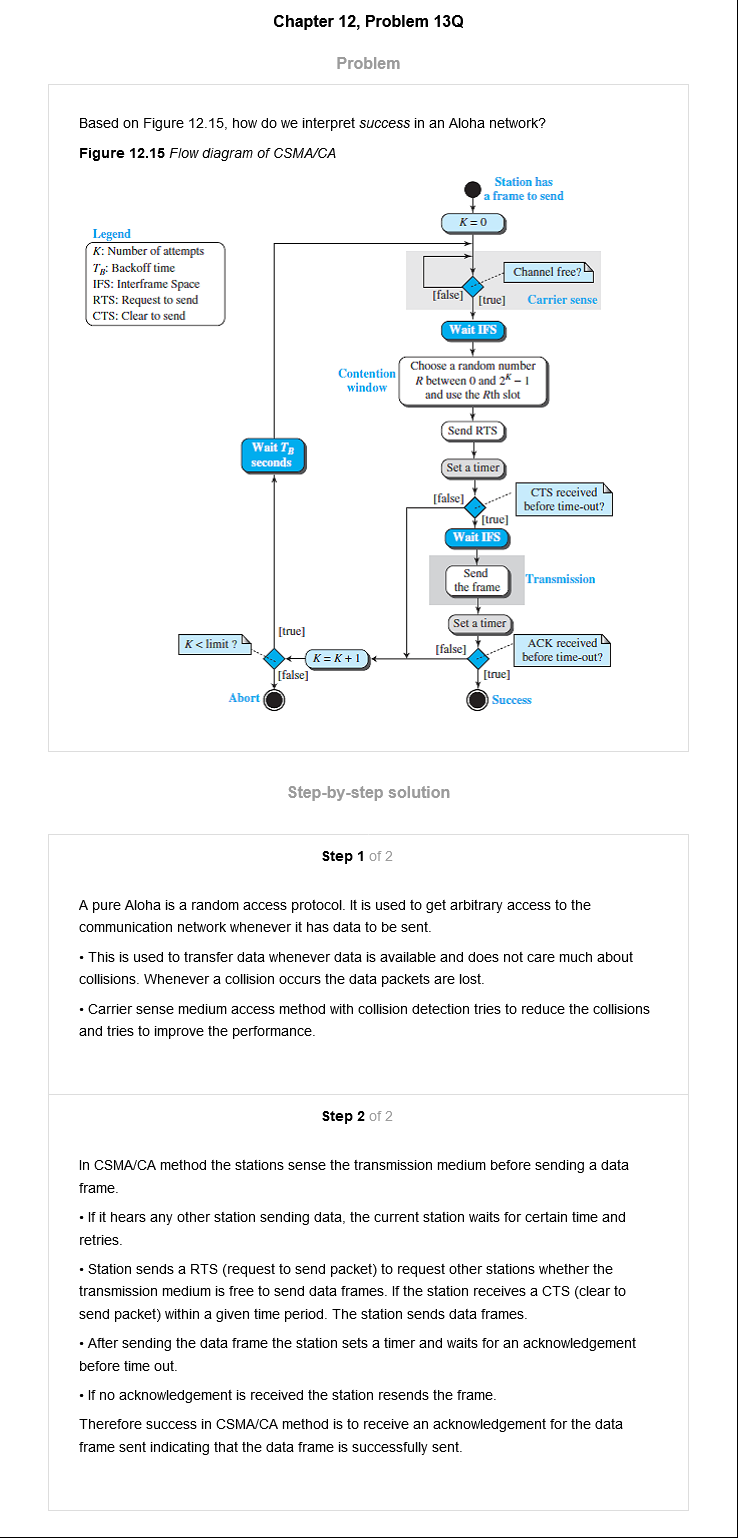 Chapter 12, Problem 13Q
Problem
Based on Figure 12.15, how do we interpret success in an Aloha network?
Figure 12.15 Flow diagram of CSMA/CA
Station has
a frame to send
Legend
K: Number of attempts
T_B: Backoff time
IFS: Interframe Space
RTS: Request to send
CTS: Clear to send
K = 0
Channel free?
[false]
[true]
Carrier sense
Wait IFS
Contention
window
Choose a random number
R between 0 and 2^K – 1
and use the Rth slot
Send RTS
Wait T_B
seconds
Set a timer
[false]
CTS received
before time-out?
[true]
Wait IFS
Send
the frame
Transmission
Set a timer
K < limit ?
[true]
K = K + 1
[false]
ACK received
before time-out?
[false]
[true]
Abort
Success
Step-by-step solution
Step 1 of 2
A pure Aloha is a random access protocol. It is used to get arbitrary access to the
communication network whenever it has data to be sent.
• This is used to transfer data whenever data is available and does not care much about
collisions. Whenever a collision occurs the data packets are lost.
• Carrier sense medium access method with collision detection tries to reduce the collisions
and tries to improve the performance.
Step 2 of 2
In CSMA/CA method the stations sense the transmission medium before sending a data
frame.
• If it hears any other station sending data, the current station waits for certain time and
retries.
• Station sends a RTS (request to send packet) to request other stations whether the
transmission medium is free to send data frames. If the station receives a CTS (clear to
send packet) within a given time period. The station sends data frames.
• After sending the data frame the station sets a timer and waits for an acknowledgement
before time out.
• If no acknowledgement is received the station resends the frame.
Therefore success in CSMA/CA method is to receive an acknowledgement for the data
frame sent indicating that the data frame is successfully sent.